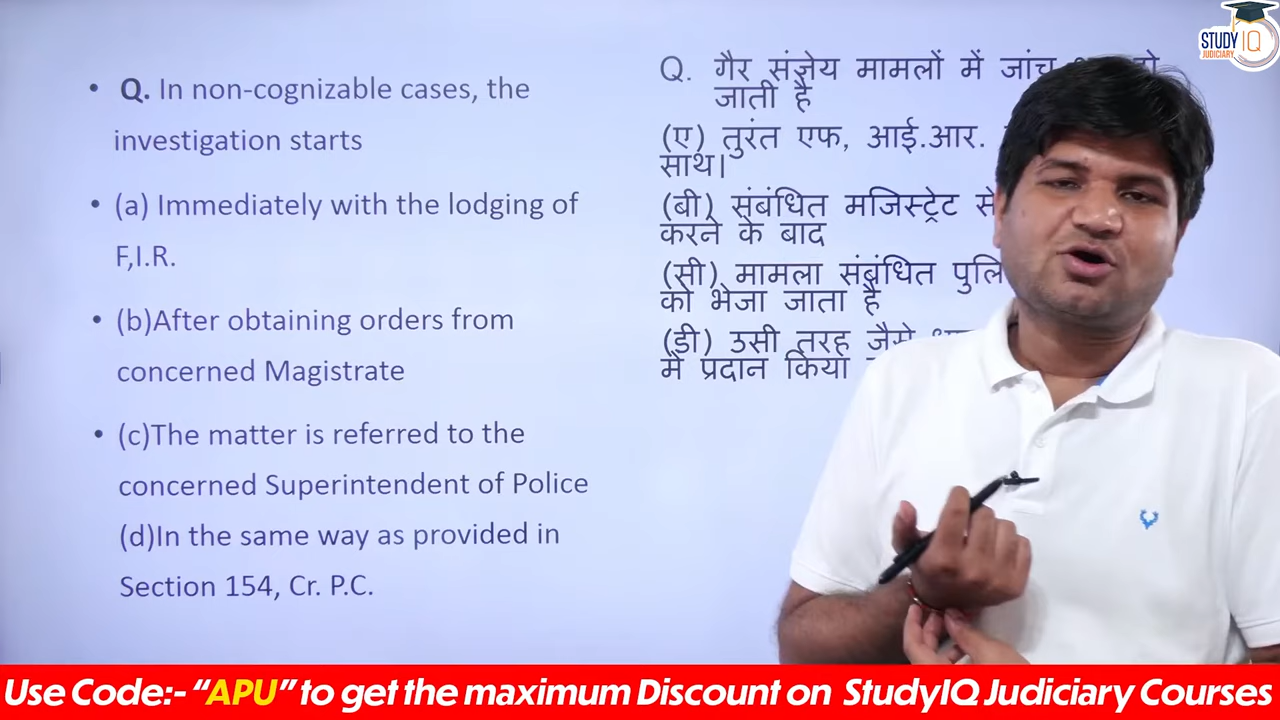 • Q. In non-cognizable cases, the
investigation starts
• (a) Immediately with the lodging of
F,I.R.
• (b)After obtaining orders from
concerned Magistrate
• (c)The matter is referred to the
concerned Superintendent of Police
(d)In the same way as provided in
Section 154, Cr. P.C.
Q. गैर संज्ञेय मामलों में जांच
जाती है
(ए) तुरंत एफ, आई.आर.
साथ।
(बी) संबंधित मजिस्ट्रेट से
करने के बाद
(सी) मामला संबंधित
को भेजा जाता है
(डी) उसी तरह जैसे
में प्रदान किया
STUDY IQ
JUDICIARY
Use Code:- “APU” to get the maximum Discount on StudyIQ Judiciary Courses